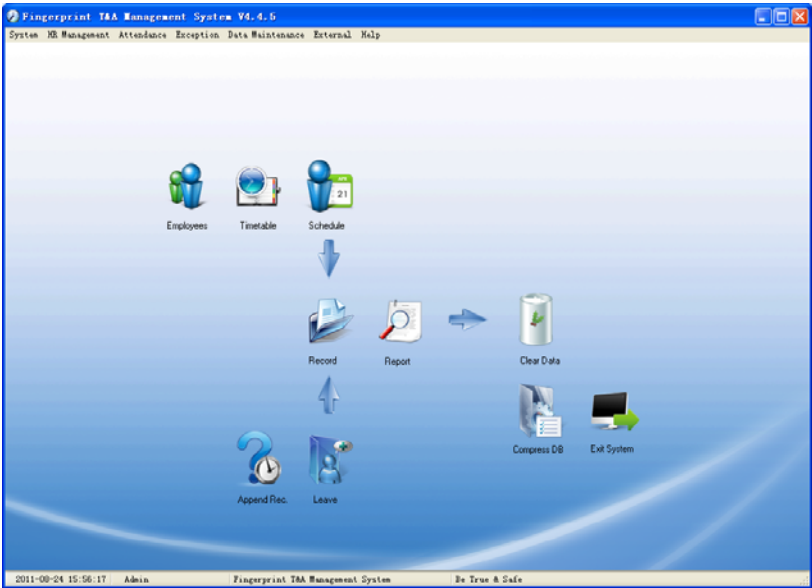 Fingerprint T&A Management System V4.4.5
System HR Management Attendance Exception Data Maintenance External Help
APR
21
Employees Timetable Schedule
Record Report Clear Data
Compress DB Exit System
Append Rec. Leave
2011-08-24 15:56:17 Admin Fingerprint T&A Management System Be True & Safe